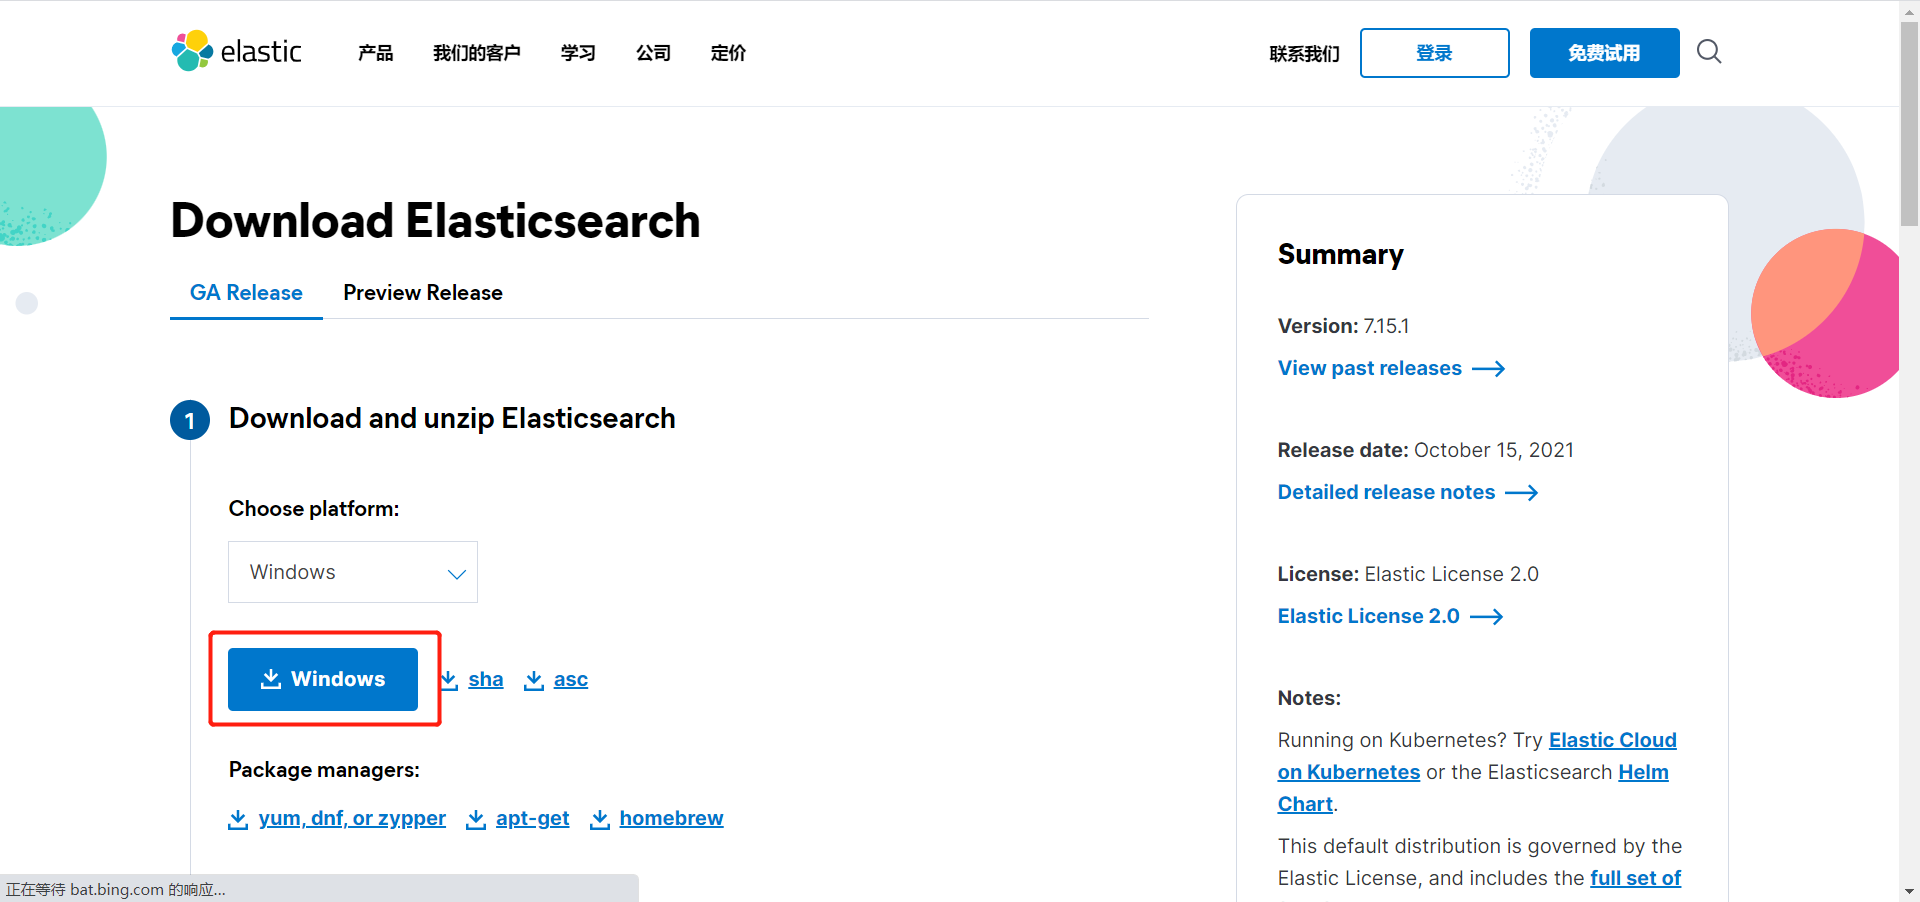 elastic 产品 我们的客户 学习 公司 定价 联系我们 登录 免费试用
Download Elasticsearch
GA Release Preview Release
1 Download and unzip Elasticsearch
Choose platform:
Windows
Windows sha asc
Package managers:
yum, dnf, or zypper apt-get homebrew
Summary
Version: 7.15.1
View past releases
Release date: October 15, 2021
Detailed release notes
License: Elastic License 2.0
Elastic License 2.0
Notes:
Running on Kubernetes? Try Elastic Cloud
on Kubernetes or the Elasticsearch Helm
Chart.
This default distribution is governed by the
Elastic License, and includes the full set of
正在等待 bat.bing.com 的响应...